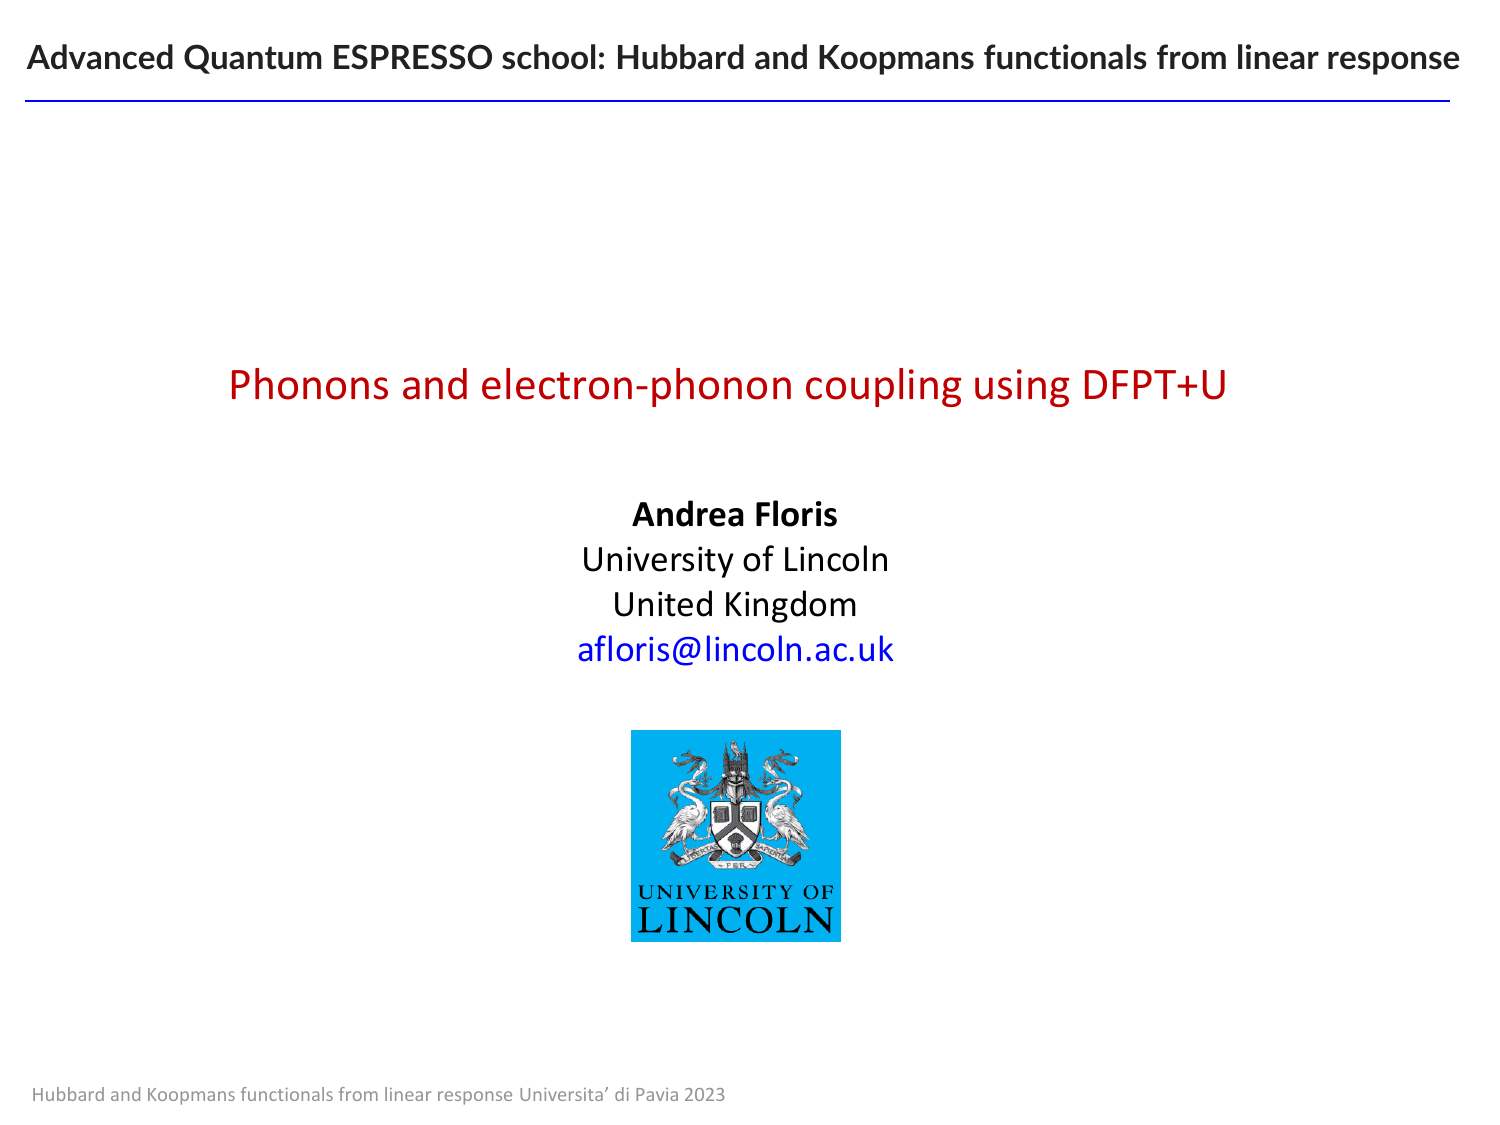 Advanced Quantum ESPRESSO school: Hubbard and Koopmans functionals from linear response
Phonons and electron-phonon coupling using DFPT+U
Andrea Floris
University of Lincoln
United Kingdom
afloris@lincoln.ac.uk
LIBERTAS SAPIENTIA
PER
UNIVERSITY OF
LINCOLN
Hubbard and Koopmans functionals from linear response Universita’ di Pavia 2023